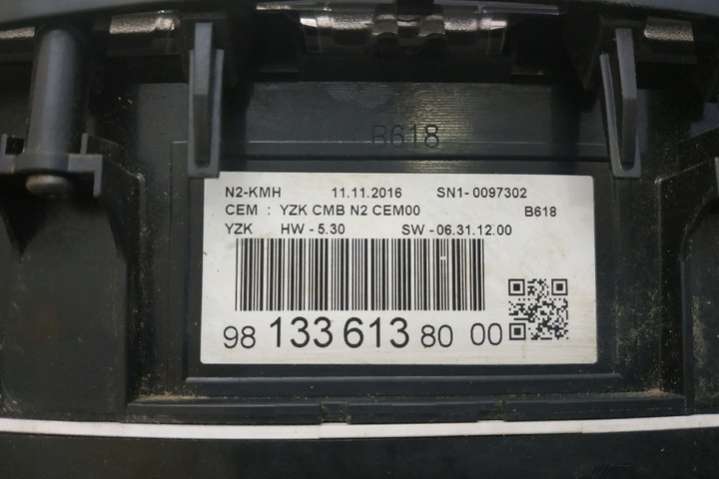 B618
N2-KMH 11.11.2016 SN1-0097302
CEM : YZK CMB N2 CEM00 B618
YZK HW - 5.30 SW - 06.31.12.00
98 133 613 80 00